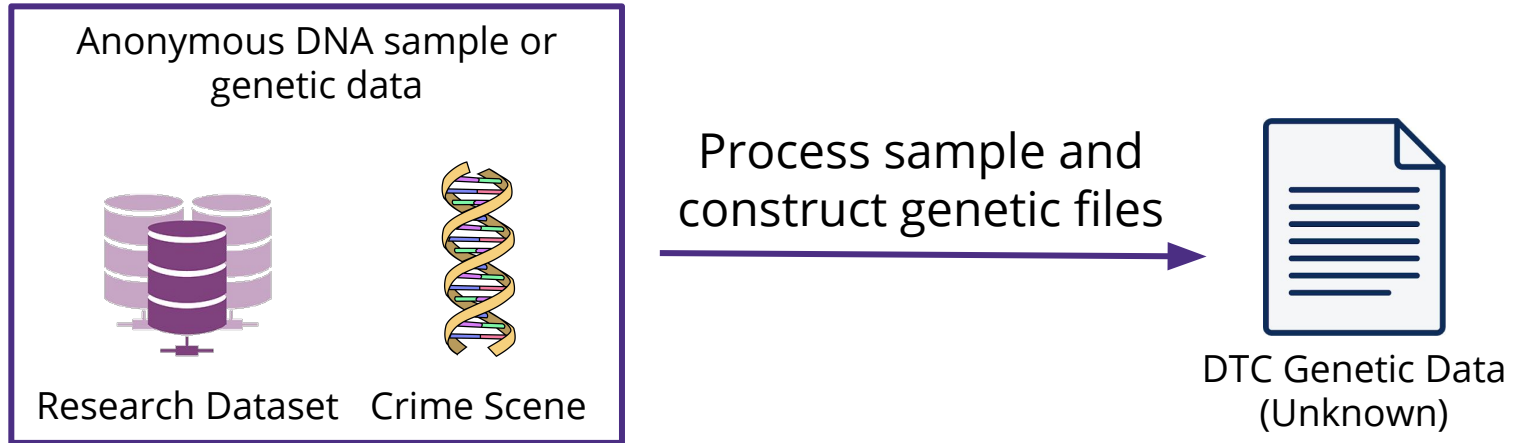 Anonymous DNA sample or
genetic data
Research Dataset
Crime Scene
Process sample and
construct genetic files
DTC Genetic Data
(Unknown)